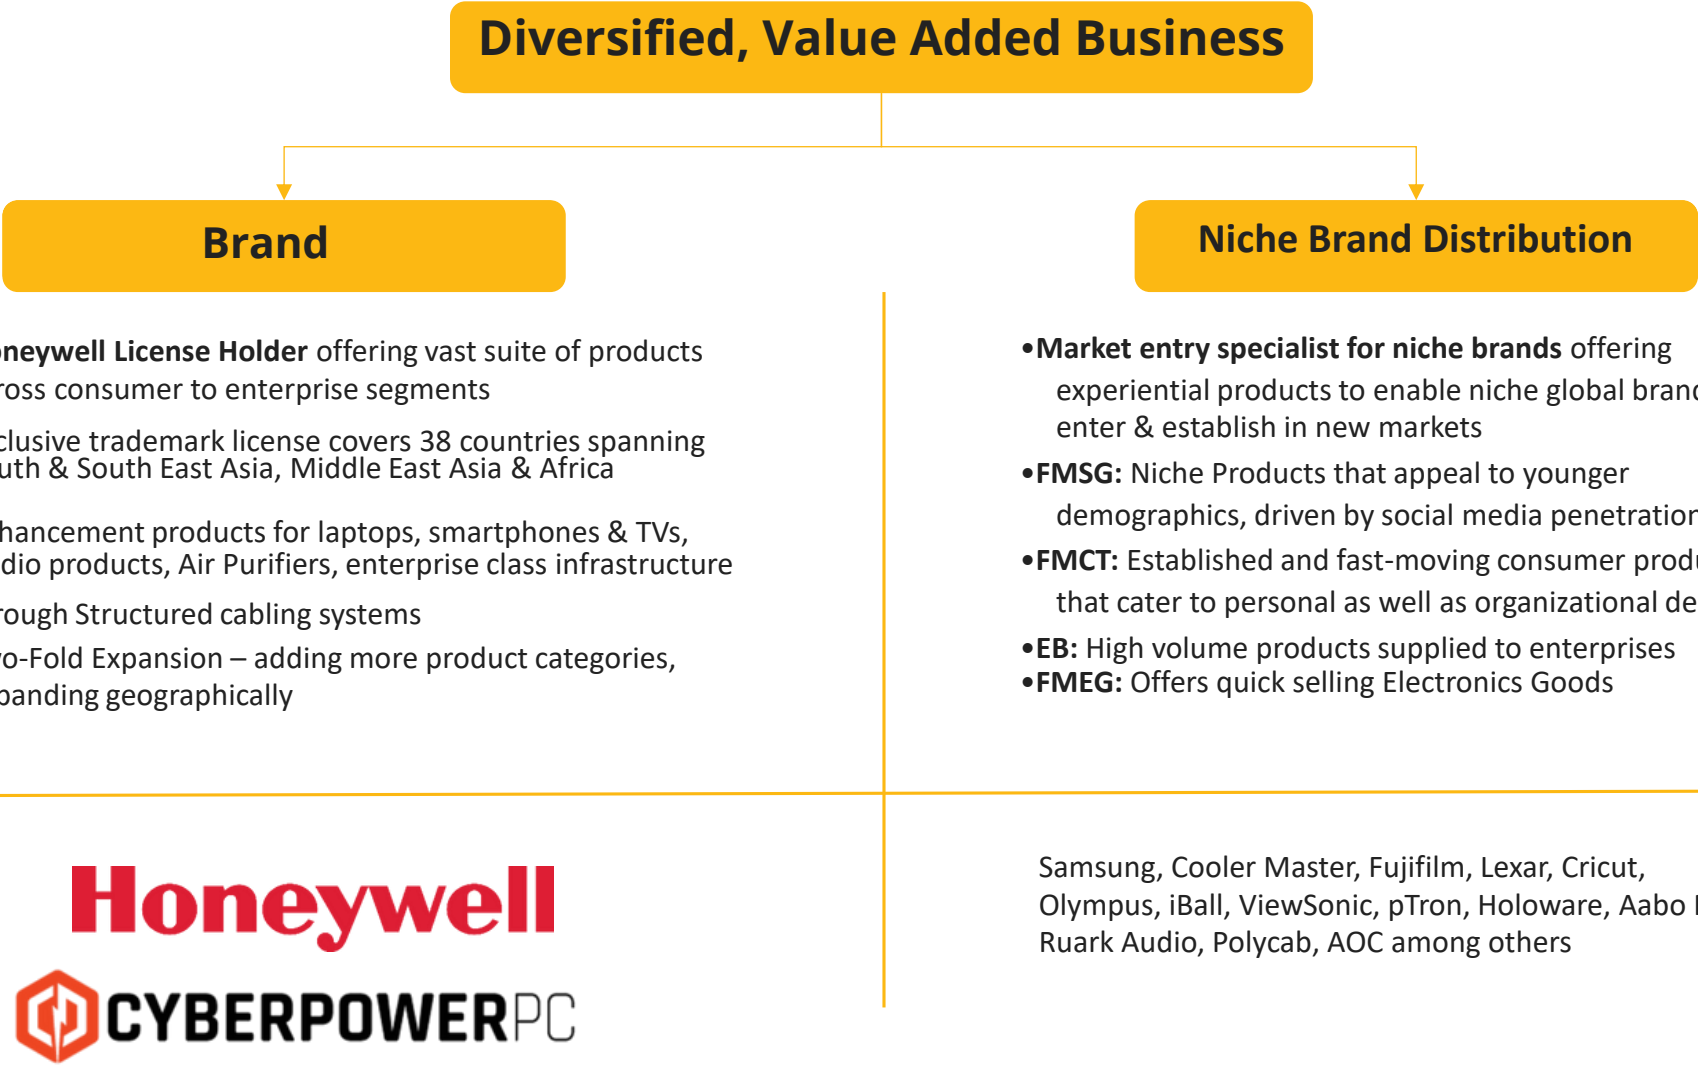 Diversified, Value Added Business
Brand
Niche Brand Distribution
oneywell License Holder offering vast suite of products
ross consumer to enterprise segments
clusive trademark license covers 38 countries spanning
uth & South East Asia, Middle East Asia & Africa
hancement products for laptops, smartphones & TVs,
dio products, Air Purifiers, enterprise class infrastructure
rough Structured cabling systems
o-Fold Expansion – adding more product categories,
panding geographically
•Market entry specialist for niche brands offering
experiential products to enable niche global brand
enter & establish in new markets
•FMSG: Niche Products that appeal to younger
demographics, driven by social media penetration
•FMCT: Established and fast-moving consumer produ
that cater to personal as well as organizational de
•EB: High volume products supplied to enterprises
•FMEG: Offers quick selling Electronics Goods
Honeywell
CYBERPOWERPC
Samsung, Cooler Master, Fujifilm, Lexar, Cricut,
Olympus, iBall, ViewSonic, pTron, Holoware, Aabo
Ruark Audio, Polycab, AOC among others